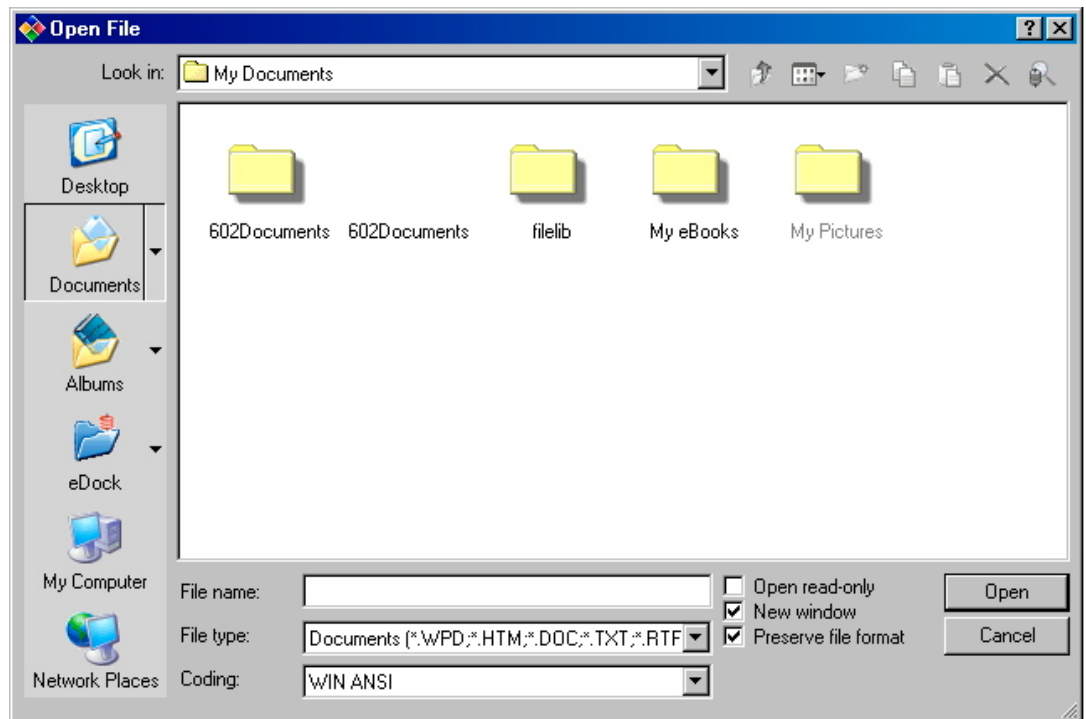 Open File
Look in: My Documents
Desktop
Documents
Albums
eDock
My Computer
Network Places
602Documents 602Documents filelib My eBooks My Pictures
File name:
File type: Documents (*.WPD;*.HTM;*.DOC;*.TXT;*.RTF
Coding: WIN ANSI
Open read-only
New window
Preserve file format
Open
Cancel